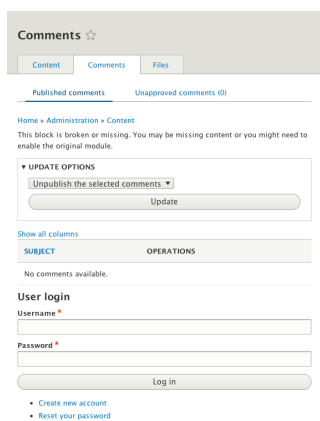 Comments
Content Comments Files
Published comments Unapproved comments (0)
Home » Administration » Content
This block is broken or missing. You may be missing content or you might need to
enable the original module.
▾ UPDATE OPTIONS
Unpublish the selected comments ▾
Update
Show all columns
SUBJECT OPERATIONS
No comments available.
User login
Username *
Password *
Log in
• Create new account
• Reset your password